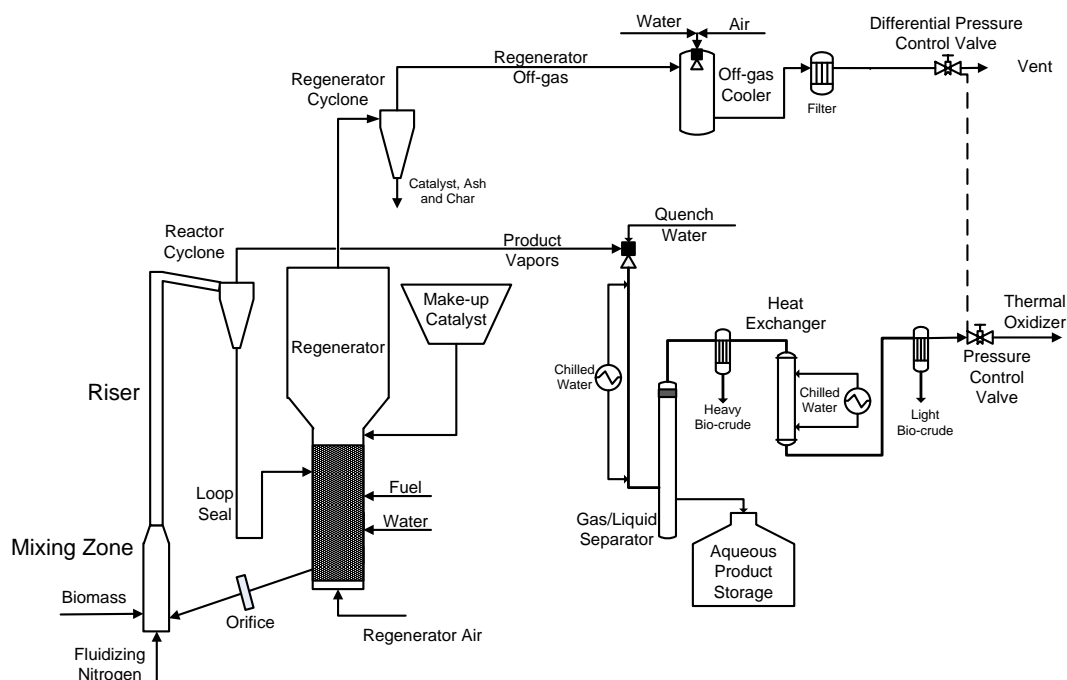 Water
Air
Differential Pressure
Control Valve
Vent
Regenerator
Off-gas
Regenerator
Cyclone
Off-gas
Cooler
Filter
Catalyst, Ash
and Char
Reactor
Cyclone
Product
Vapors
Quench
Water
Make-up
Catalyst
Regenerator
Heat
Exchanger
Thermal
Oxidizer
Pressure
Control
Valve
Riser
Chilled
Water
Heavy
Bio-crude
Chilled
Water
Light
Bio-crude
Loop
Seal
Fuel
Water
Gas/Liquid
Separator
Aqueous
Product
Storage
Mixing Zone
Biomass
Orifice
Regenerator Air
Fluidizing
Nitrogen